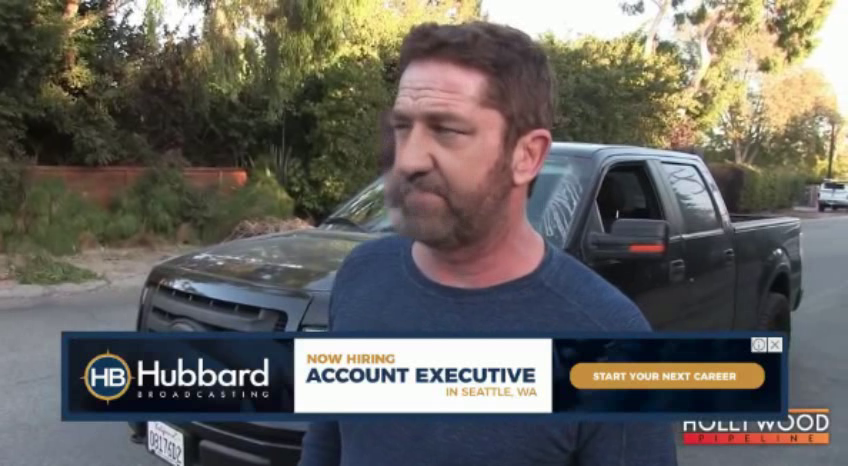 HB Hubbard
BROADCASTING
NOW HIRING
ACCOUNT EXECUTIVE
IN SEATTLE, WA
START YOUR NEXT CAREER
HOLLYWOOD
PIPELINE